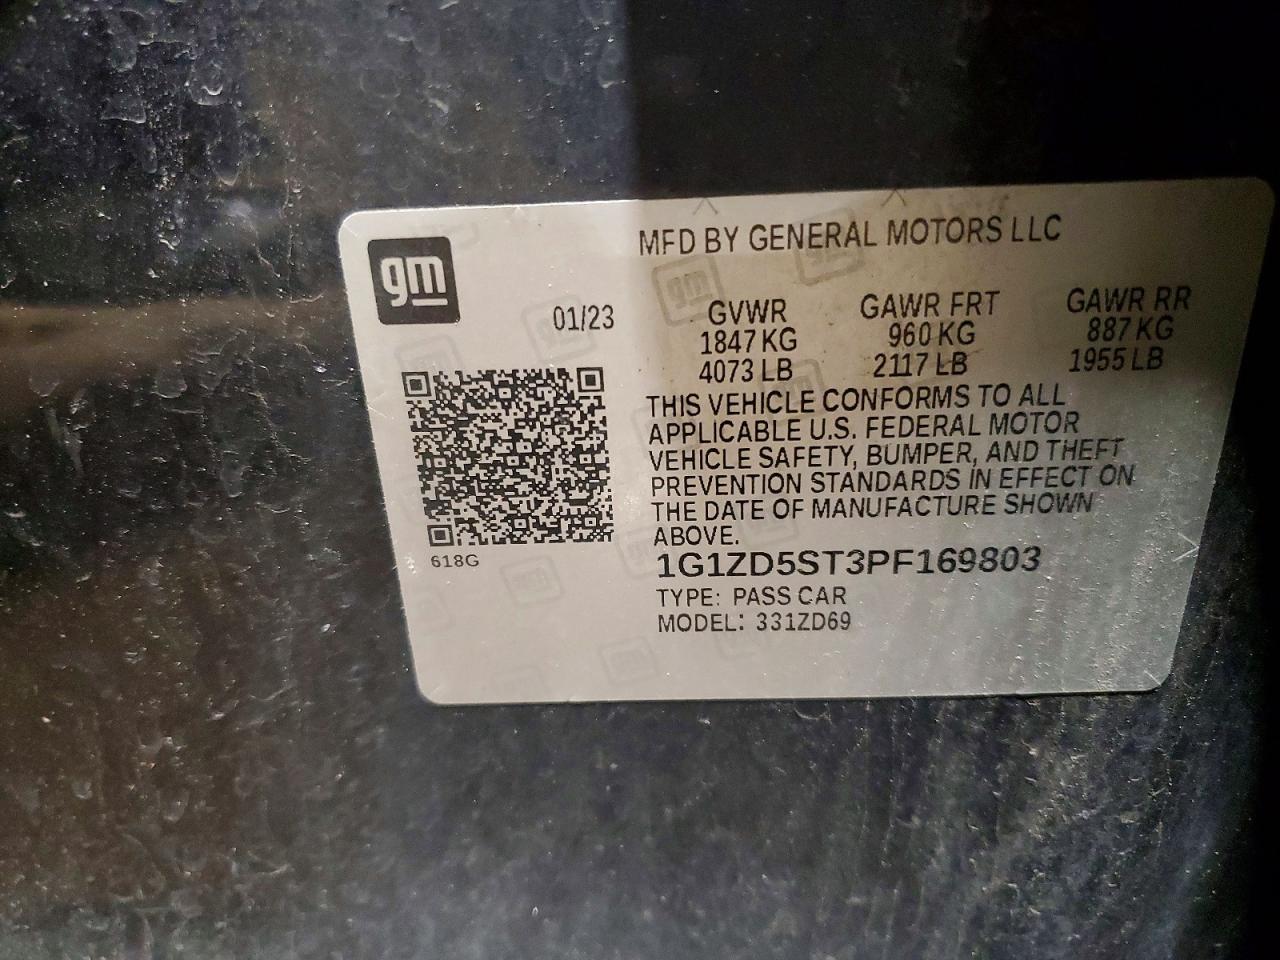 gm
MFD BY GENERAL MOTORS LLC
01/23
GVWR GAWR FRT GAWR RR
1847 KG 960 KG 887 KG
4073 LB 2117 LB 1955 LB
THIS VEHICLE CONFORMS TO ALL
APPLICABLE U.S. FEDERAL MOTOR
VEHICLE SAFETY, BUMPER, AND THEFT
PREVENTION STANDARDS IN EFFECT ON
THE DATE OF MANUFACTURE SHOWN
ABOVE.
618G
1G1ZD5ST3PF169803
TYPE: PASS CAR
MODEL: 331ZD69